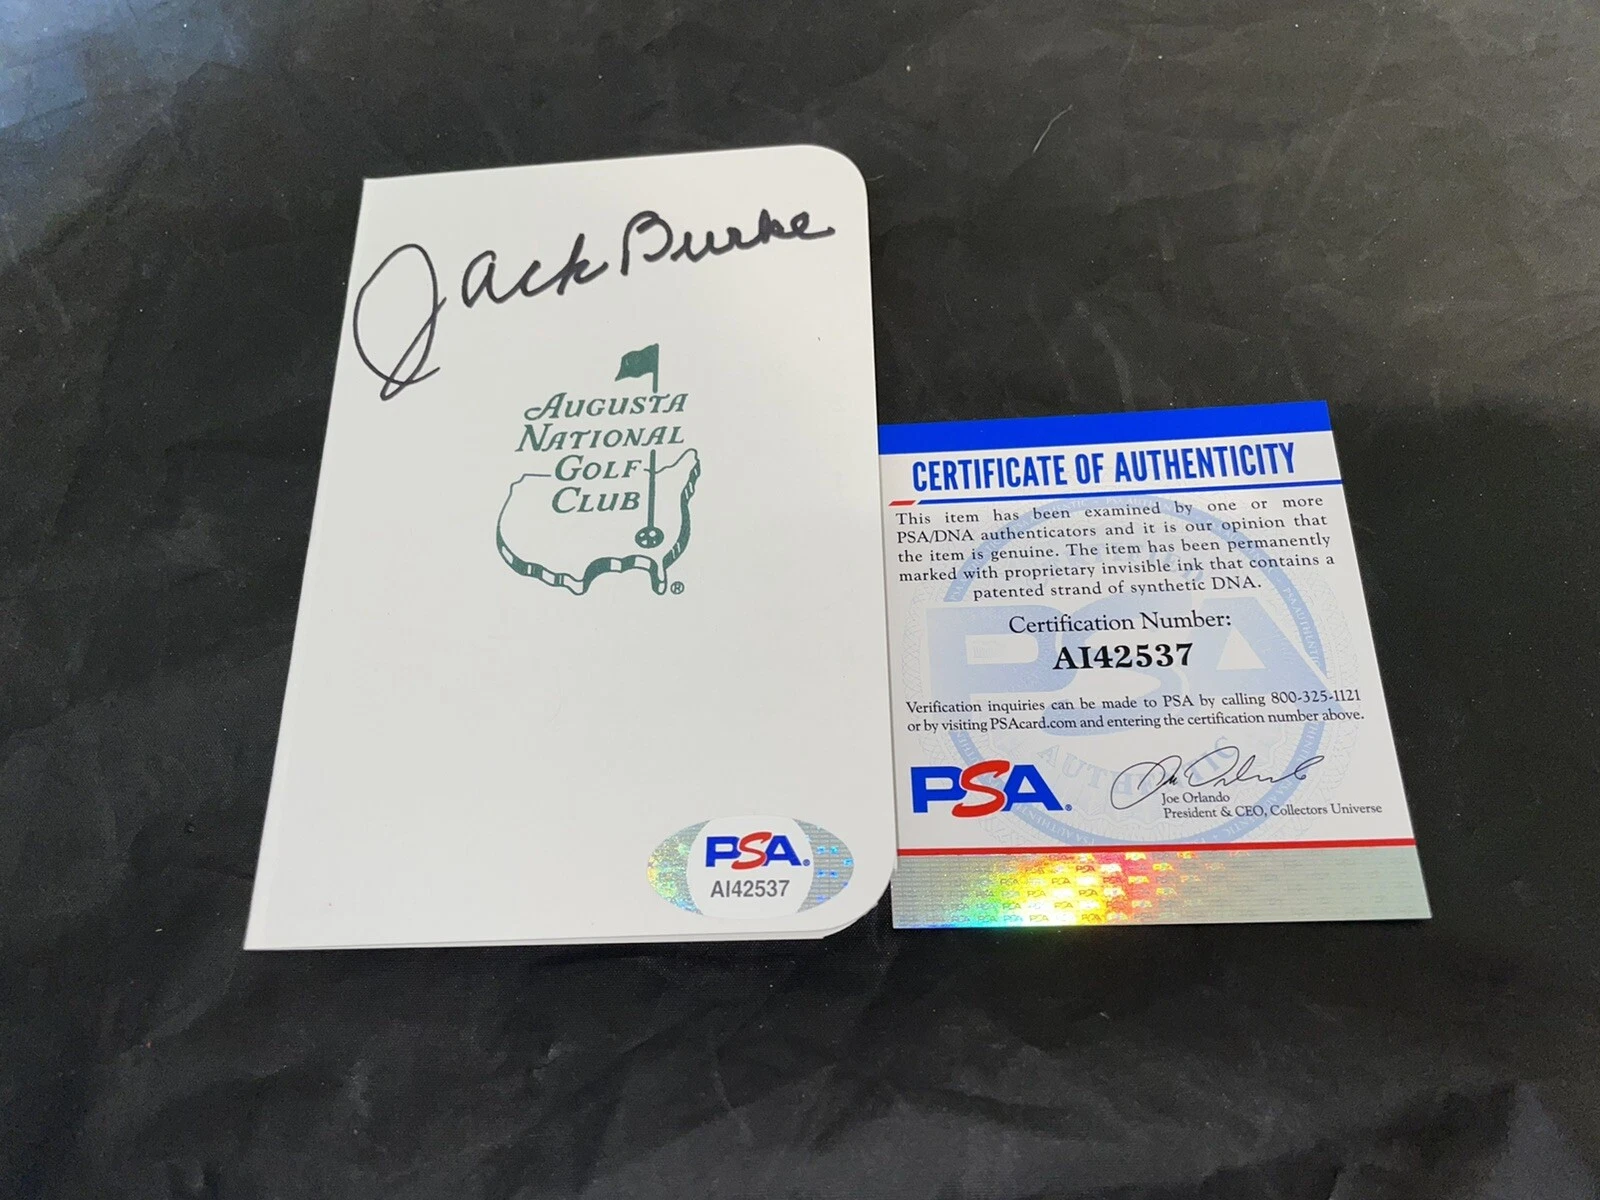 Jack Burke
AUGUSTA
NATIONAL
GOLF
CLUB
®
PSA®
AI42537
CERTIFICATE OF AUTHENTICITY
This item has been examined by one or more
PSA/DNA authenticators and it is our opinion that
the item is genuine. The item has been permanently
marked with proprietary invisible ink that contains a
patented strand of synthetic DNA.
Certification Number:
AI42537
Verification inquiries can be made to PSA by calling 800-325-1121
or by visiting PSAcard.com and entering the certification number above.
PSA®
Joe Orlando
President & CEO, Collectors Universe